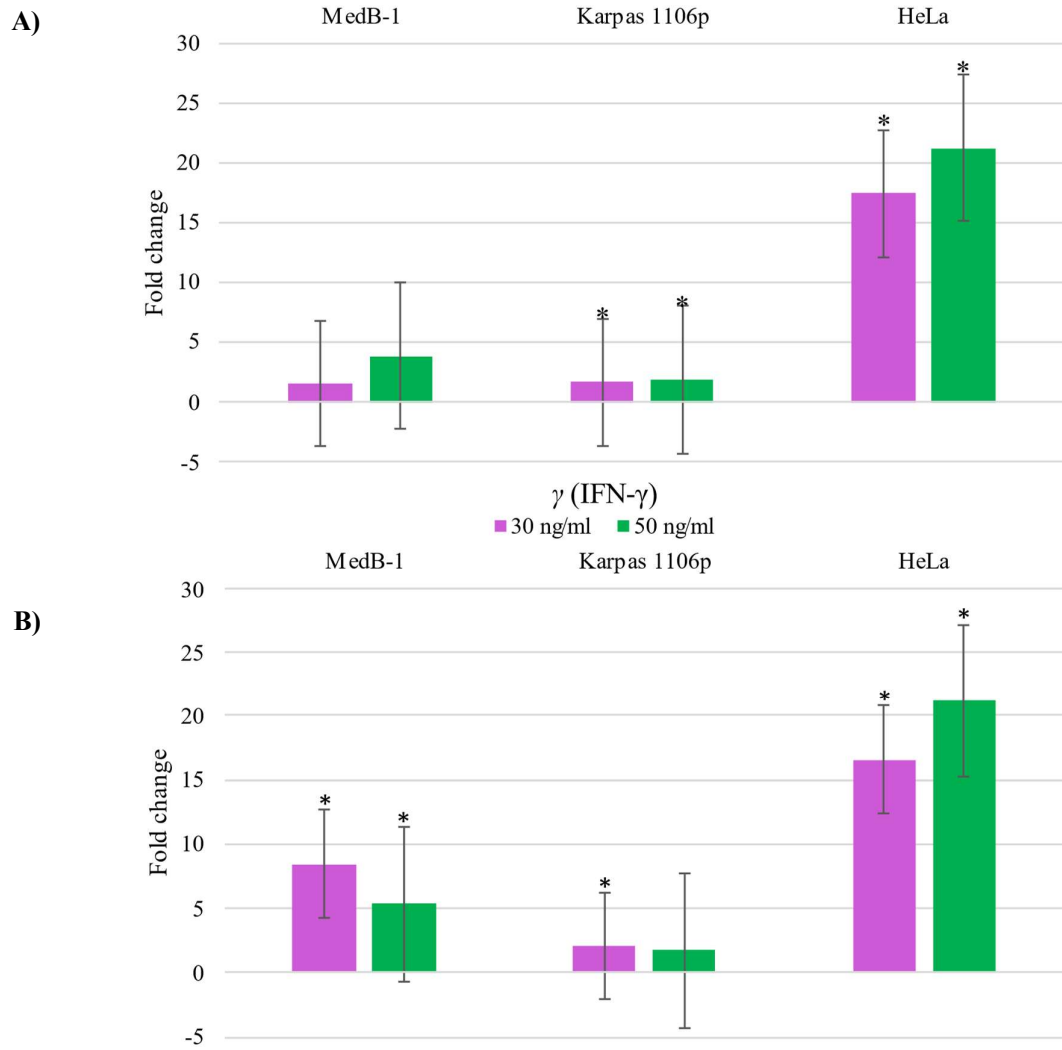 A)
MedB-1 Karpas 1106p HeLa
30
25
20
15
10
5
0
-5
Fold change
* * * *
γ (IFN-γ)
30 ng/ml 50 ng/ml
B)
MedB-1 Karpas 1106p HeLa
30
25
20
15
10
5
0
-5
Fold change
* * * * *